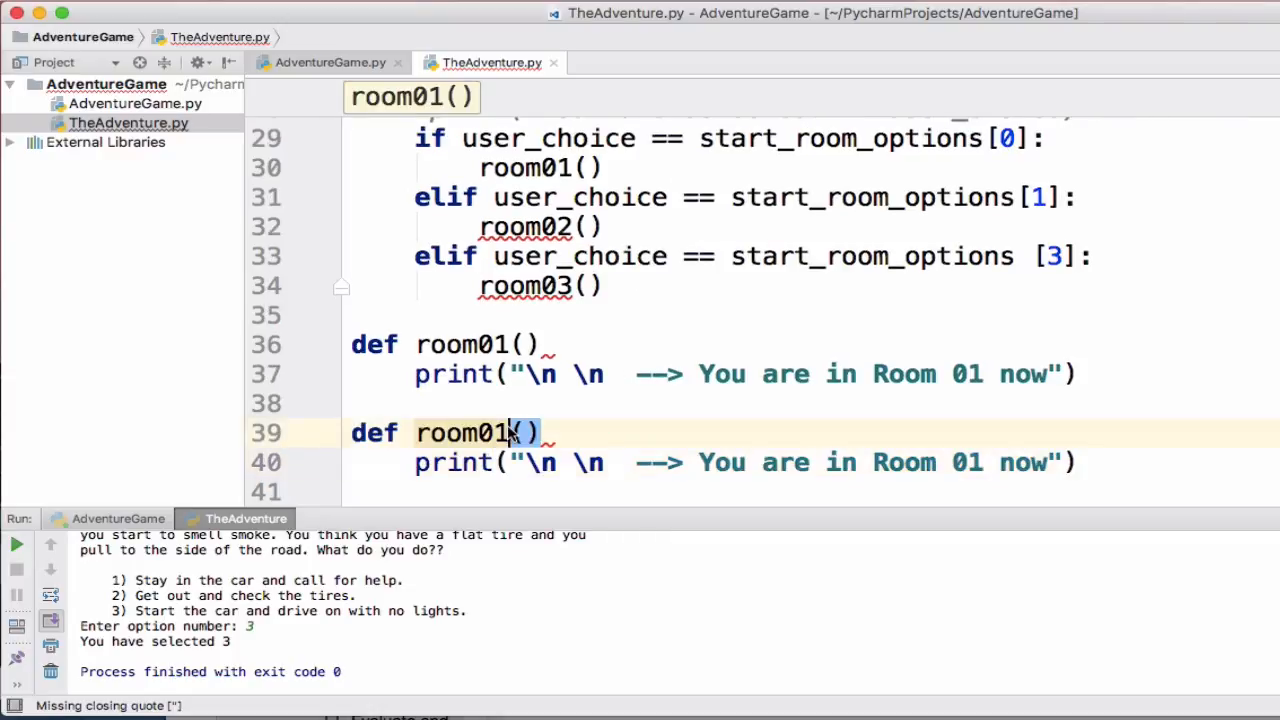 TheAdventure.py - AdventureGame - [~/PycharmProjects/AdventureGame]
AdventureGame TheAdventure.py
Project AdventureGame.py TheAdventure.py
AdventureGame ~/Pycharm
AdventureGame.py
TheAdventure.py
External Libraries
room01()
29 if user_choice == start_room_options[0]:
30 room01()
31 elif user_choice == start_room_options[1]:
32 room02()
33 elif user_choice == start_room_options [3]:
34 room03()
35
36 def room01()
37 print("\n \n --> You are in Room 01 now")
38
39 def room01()
40 print("\n \n --> You are in Room 01 now")
41
Run: AdventureGame TheAdventure
you start to smell smoke. You think you have a flat tire and you
pull to the side of the road. What do you do??
1) Stay in the car and call for help.
2) Get out and check the tires.
3) Start the car and drive on with no lights.
Enter option number: 3
You have selected 3
Process finished with exit code 0
Missing closing quote ["]